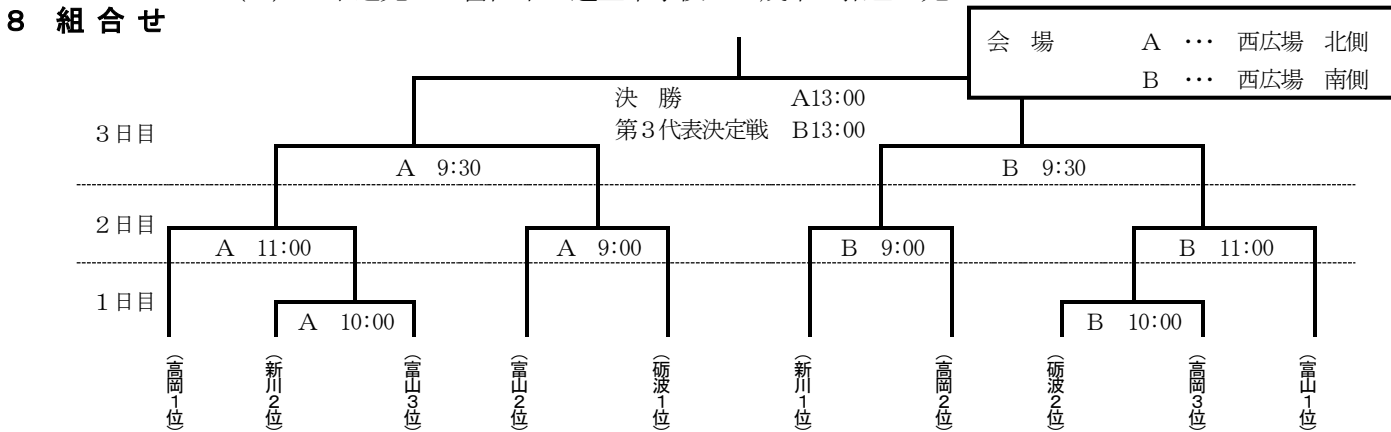 8 組合せ
会 場 A … 西広場 北側
B … 西広場 南側
決 勝 A13:00
第3代表決定戦 B13:00
3日目
A 9:30
B 9:30
2日目
A 11:00
A 9:00
B 9:00
B 11:00
1日目
A 10:00
B 10:00
(高岡1位)
(新川2位)
(富山3位)
(富山2位)
(砺波1位)
(新川1位)
(高岡2位)
(砺波2位)
(高岡3位)
(富山1位)